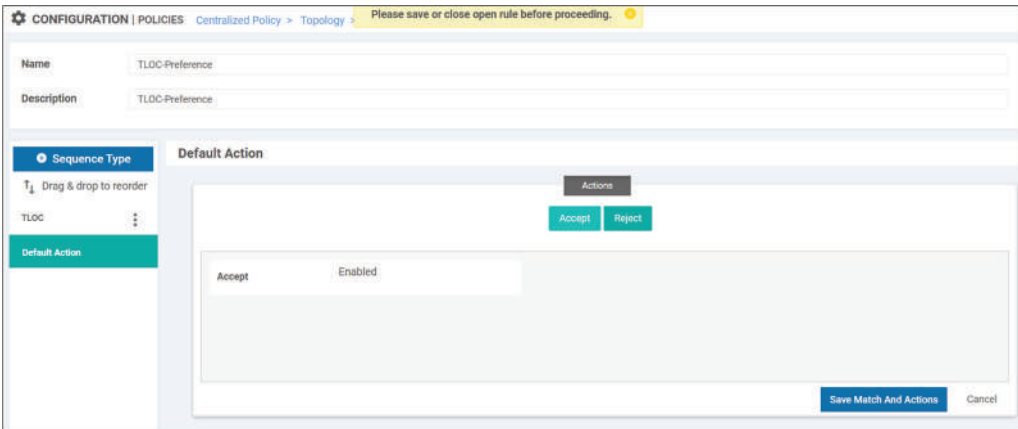 CONFIGURATION | POLICIES Centralized Policy > Topology >
Please save or close open rule before proceeding.
Name TLOC-Preference
Description TLOC-Preference
Sequence Type
Drag & drop to reorder
TLOC
Default Action
Default Action
Actions
Accept Reject
Accept Enabled
Save Match And Actions Cancel